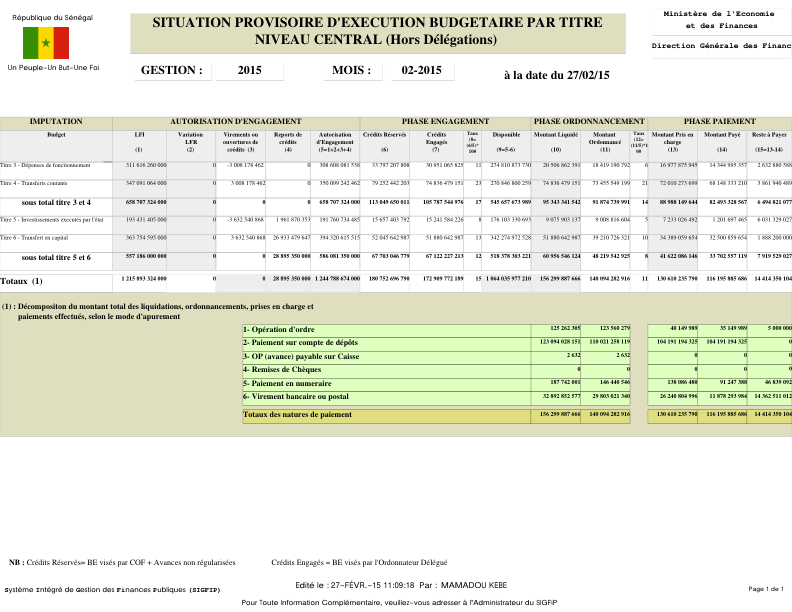 République du Sénégal
Un Peuple-Un But-Une Foi
SITUATION PROVISOIRE D'EXECUTION BUDGETAIRE PAR TITRE
NIVEAU CENTRAL (Hors Délégations)
Ministère de l'Economie
et des Finances
Direction Générale des Financ
GESTION : 2015 MOIS : 02-2015 à la date du 27/02/15
IMPUTATION AUTORISATION D'ENGAGEMENT PHASE ENGAGEMENT PHASE ORDONNANCEMENT PHASE PAIEMENT
Budget LFI (1) Variation LFR (2) Virements ou ouvertures de crédits (3) Reports de crédits (4) Autorisation d'Engagement (5=1+2+3+4) Crédits Réservés (6) Crédits Engagés (7) Taux (8= (6/5)*100 Disponible (9=5-6) Montant Liquidé (10) Montant Ordonnancé (11) Taux (12= (11/5)*100 Montant Pris en charge (13) Montant Payé (14) Reste à Payer (15=13-14)
Titre 3 - Dépenses de fonctionnement 311 616 260 000 0 -3 008 178 462 0 308 608 081 538 33 797 207 808 30 951 065 825 11 274 810 873 730 20 506 862 391 18 419 190 792 6 16 977 875 945 14 344 995 357 2 632 880 588
Titre 4 - Transferts courants 347 091 064 000 0 3 008 178 462 0 350 099 242 462 79 252 442 203 74 836 479 151 23 270 846 800 259 74 836 479 151 73 455 549 199 21 72 010 273 699 68 148 333 210 3 861 940 489
sous total titre 3 et 4 658 707 324 000 0 0 0 658 707 324 000 113 049 650 011 105 787 544 976 17 545 657 673 989 95 343 341 542 91 874 739 991 14 88 988 149 644 82 493 328 567 6 494 821 077
Titre 5 - Investissements executés par l'état 193 431 405 000 0 -3 632 540 868 1 961 870 353 191 760 734 485 15 657 403 792 15 241 584 226 8 176 103 330 693 9 075 903 137 9 008 816 604 5 7 233 026 492 1 201 697 465 6 031 329 027
Titre 6 - Transfert en capital 363 754 595 000 0 3 632 540 868 26 933 479 647 394 320 615 515 52 045 642 987 51 880 642 987 13 342 274 972 528 51 880 642 987 39 210 726 321 10 34 389 059 654 32 500 859 654 1 888 200 000
sous total titre 5 et 6 557 186 000 000 0 0 28 895 350 000 586 081 350 000 67 703 046 779 67 122 227 213 12 518 378 303 221 60 956 546 124 48 219 542 925 8 41 622 086 146 33 702 557 119 7 919 529 027
Totaux (1) 1 215 893 324 000 0 0 28 895 350 000 1 244 788 674 000 180 752 696 790 172 909 772 189 15 1 064 035 977 210 156 299 887 666 140 094 282 916 11 130 610 235 790 116 195 885 686 14 414 350 104
(1) : Décompositon du montant total des liquidations, ordonnancements, prises en charge et
paiements effectués, selon le mode d'apurement
1- Opération d'ordre 125 262 305 123 560 279 40 149 989 35 149 989 5 000 000
2- Paiement sur compte de dépôts 123 094 028 151 110 021 258 119 104 191 194 325 104 191 194 325 0
3- OP (avance) payable sur Caisse 2 632 2 632 0 0 0
4- Remises de Chèques 0 0 0 0 0
5- Paiement en numeraire 187 742 001 146 440 546 138 086 480 91 247 388 46 839 092
6- Virement bancaire ou postal 32 892 852 577 29 803 021 340 26 240 804 996 11 878 293 984 14 362 511 012
Totaux des natures de paiement 156 299 887 666 140 094 282 916 130 610 235 790 116 195 885 686 14 414 350 104
NB : Crédits Réservés= BE visés par COF + Avances non régularisées Crédits Engagés = BE visés par l'Ordonnateur Délégué
Système Intégré de Gestion des Finances Publiques (SIGFIP) Edité le : 27-FÉVR.-15 11:09:18 Par : MAMADOU KEBE Page 1 de 1
Pour Toute Information Complémentaire, veuillez-vous adresser à l'Administrateur du SIGFIP